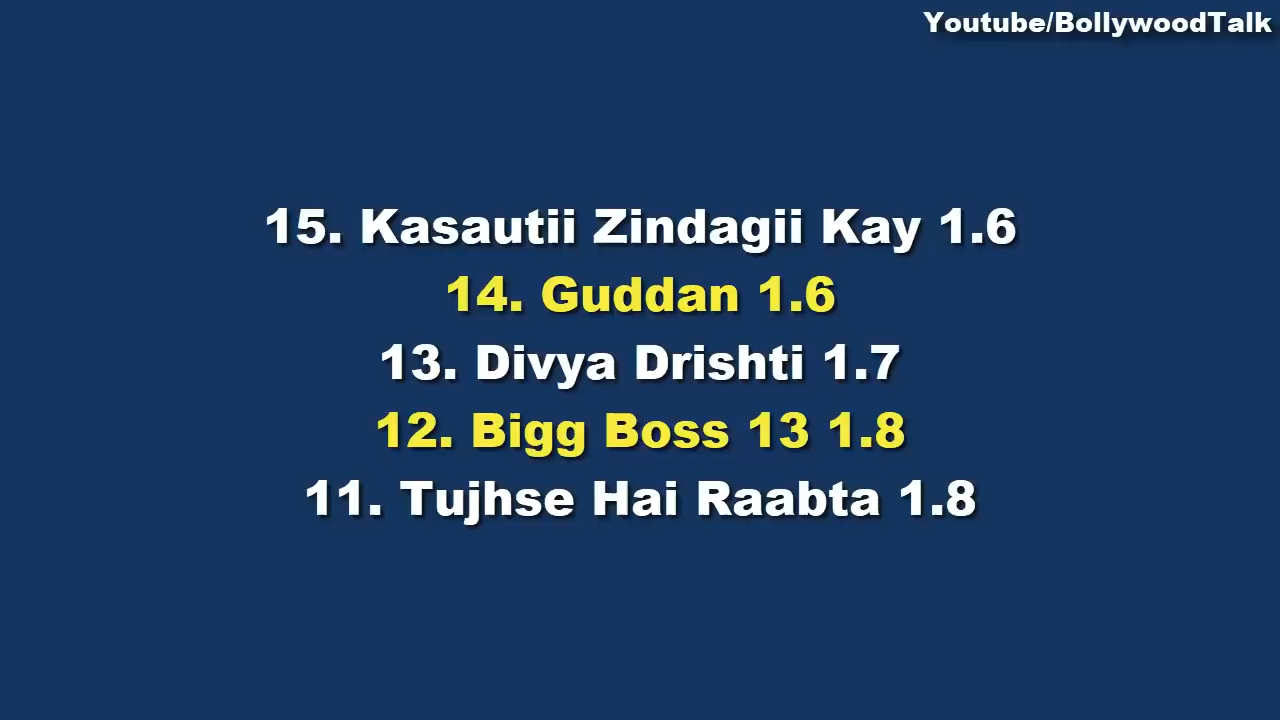 Youtube/BollywoodTalk
15. Kasautii Zindagii Kay 1.6
14. Guddan 1.6
13. Divya Drishti 1.7
12. Bigg Boss 13 1.8
11. Tujhse Hai Raabta 1.8